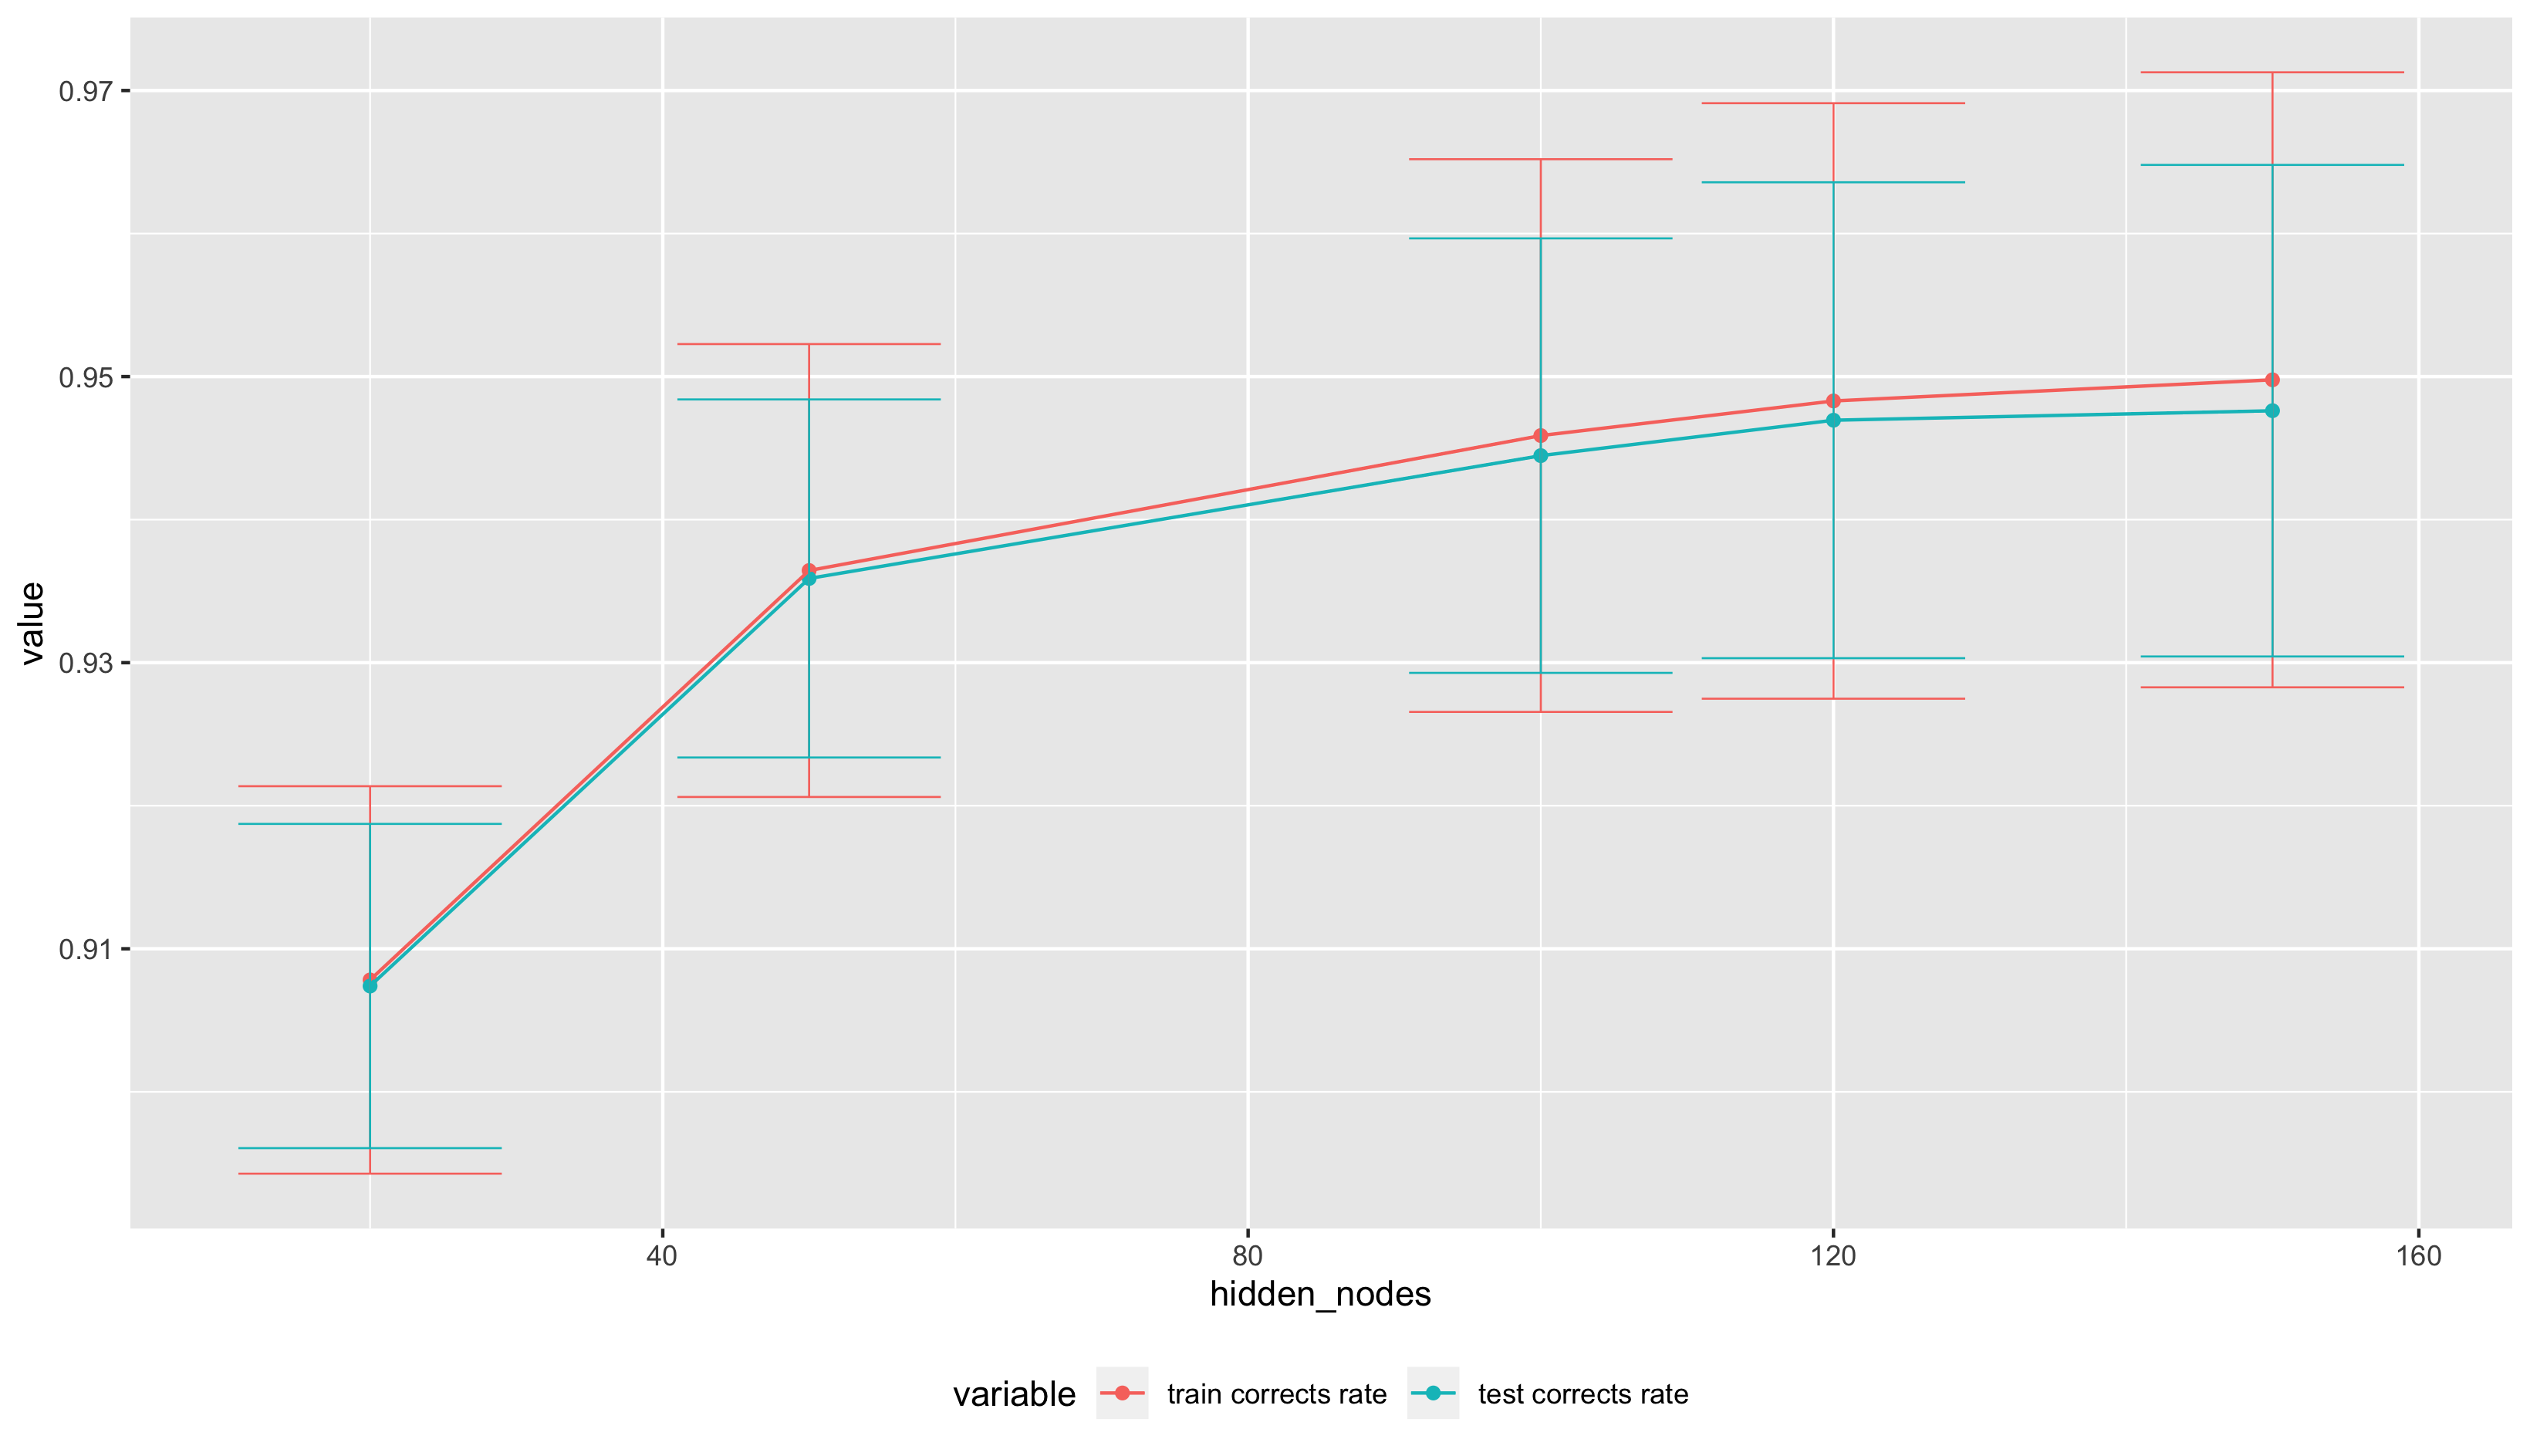 0.97
0.95
0.93
0.91
value
40 80 120 160
hidden_nodes
variable train corrects rate test corrects rate